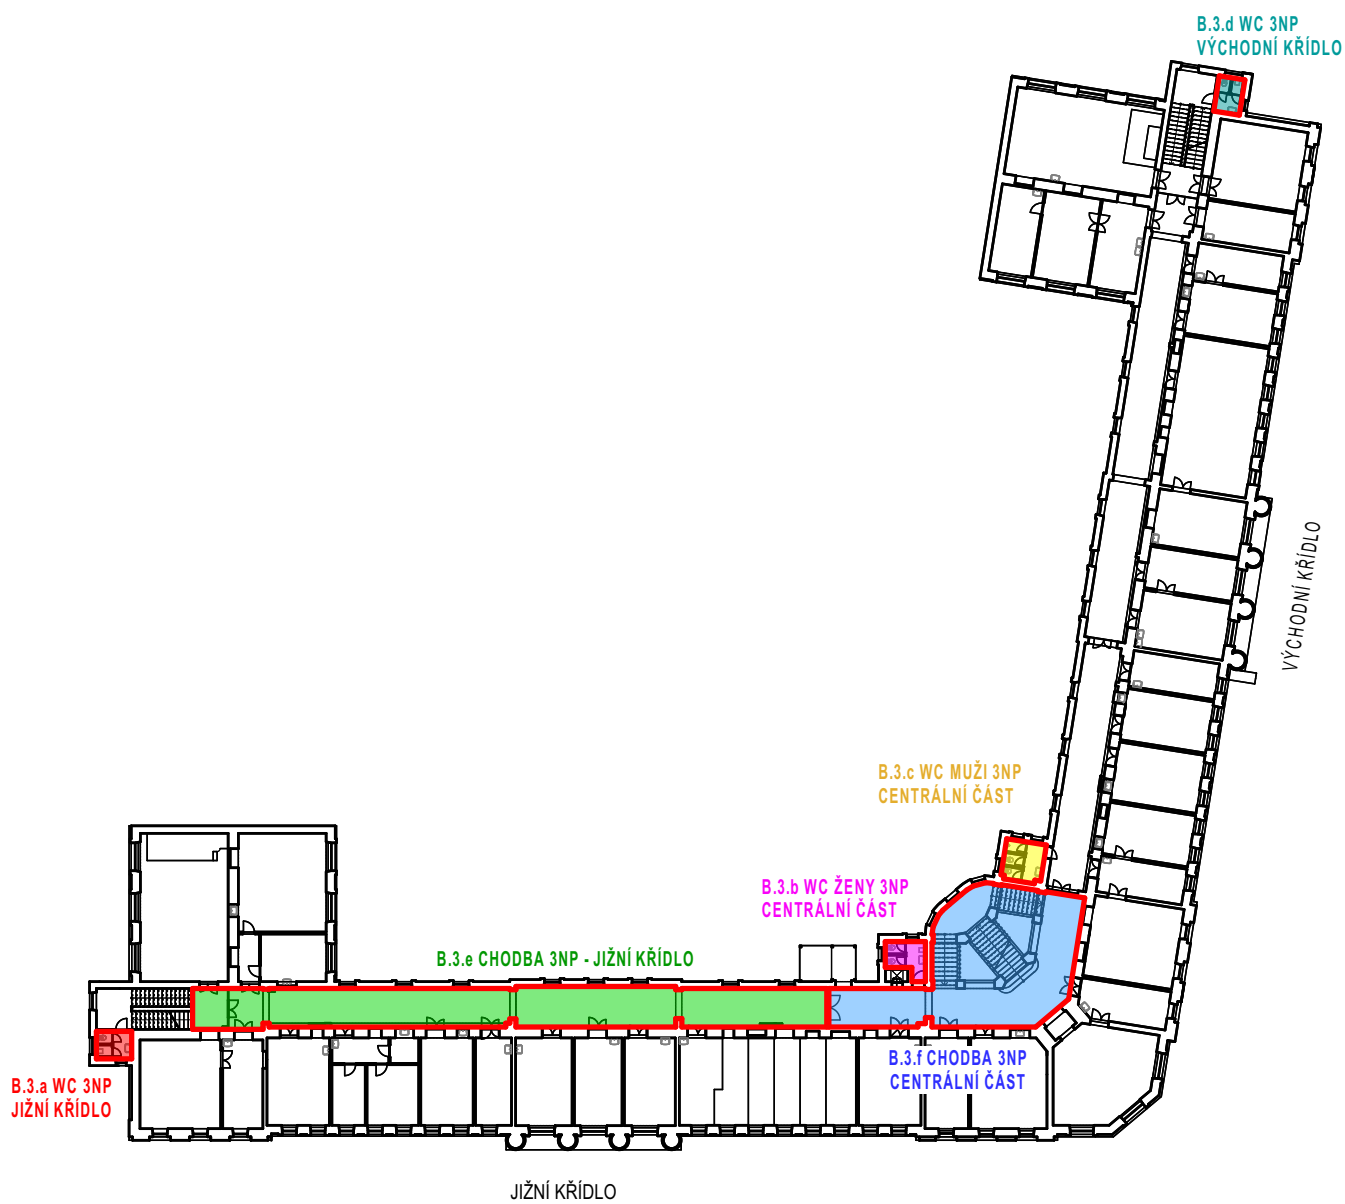 B.3.d WC 3NP
VÝCHODNÍ KŘÍDLO
VÝCHODNÍ KŘÍDLO
B.3.c WC MUŽI 3NP
CENTRÁLNÍ ČÁST
B.3.b WC ŽENY 3NP
CENTRÁLNÍ ČÁST
B.3.e CHODBA 3NP - JIŽNÍ KŘÍDLO
B.3.f CHODBA 3NP
CENTRÁLNÍ ČÁST
B.3.a WC 3NP
JIŽNÍ KŘÍDLO
JIŽNÍ KŘÍDLO